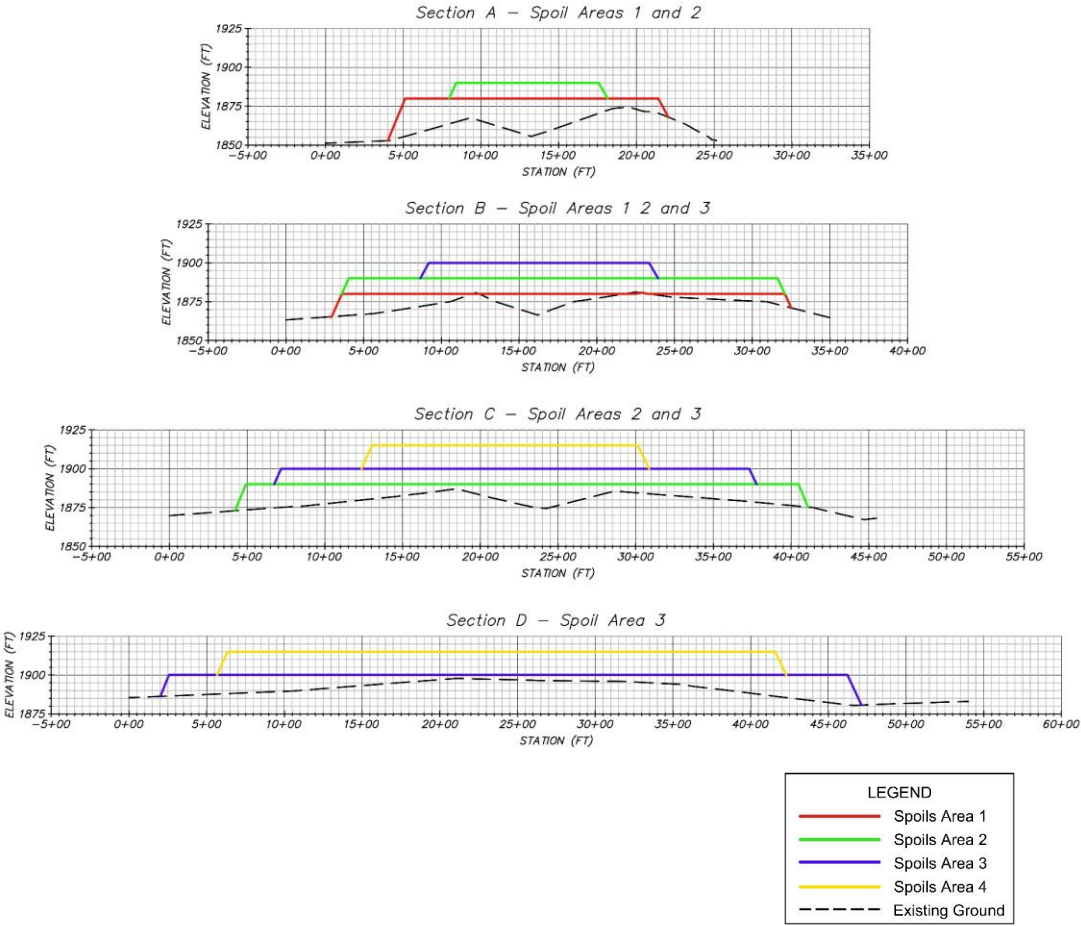 Section A – Spoil Areas 1 and 2
1925
1900
1875
1850
ELEVATION (FT)
−5+00 0+00 5+00 10+00 15+00 20+00 25+00 30+00 35+00
STATION (FT)
Section B – Spoil Areas 1 2 and 3
1925
1900
1875
1850
ELEVATION (FT)
−5+00 0+00 5+00 10+00 15+00 20+00 25+00 30+00 35+00 40+00
STATION (FT)
Section C – Spoil Areas 2 and 3
1925
1900
1875
1850
ELEVATION (FT)
−5+00 0+00 5+00 10+00 15+00 20+00 25+00 30+00 35+00 40+00 45+00 50+00 55+00
STATION (FT)
Section D – Spoil Area 3
1925
1900
1875
ELEVATION (FT)
−5+00 0+00 5+00 10+00 15+00 20+00 25+00 30+00 35+00 40+00 45+00 50+00 55+00 60+00
STATION (FT)
LEGEND
Spoils Area 1
Spoils Area 2
Spoils Area 3
Spoils Area 4
Existing Ground